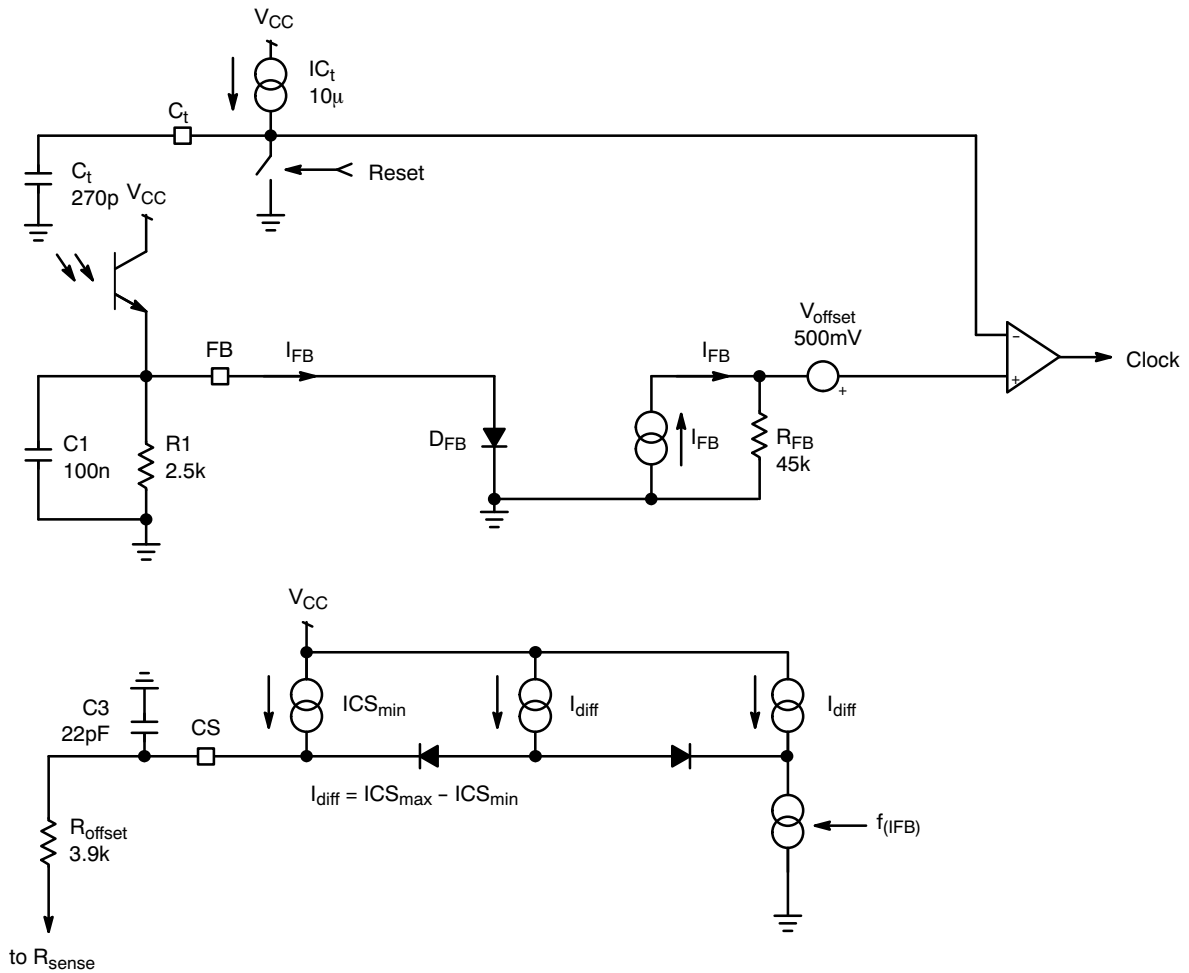 VCC
ICt
10μ
Ct
Ct
270p
Reset
VCC
Voffset
500mV
FB
IFB
IFB
−
+
Clock
+
C1
100n
R1
2.5k
DFB
IFB
RFB
45k
VCC
C3
22pF
CS
ICSmin
Idiff
Idiff
Idiff = ICSmax − ICSmin
Roffset
3.9k
f(IFB)
to Rsense